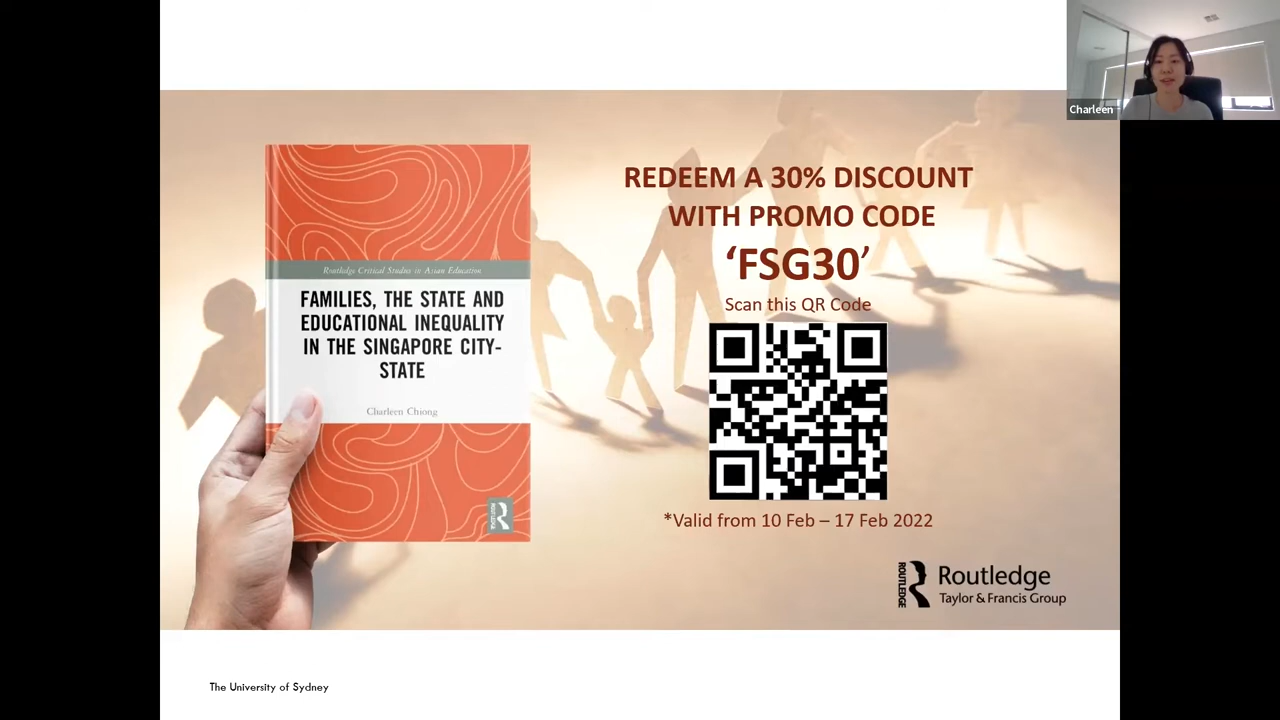 Charleen
REDEEM A 30% DISCOUNT
WITH PROMO CODE
‘FSG30’
Scan this QR Code
*Valid from 10 Feb – 17 Feb 2022
Routledge Critical Studies in Asian Education
FAMILIES, THE STATE AND
EDUCATIONAL INEQUALITY
IN THE SINGAPORE CITY-
STATE
Charleen Chiong
ROUTLEDGE
ROUTLEDGE
Routledge
Taylor & Francis Group
The University of Sydney